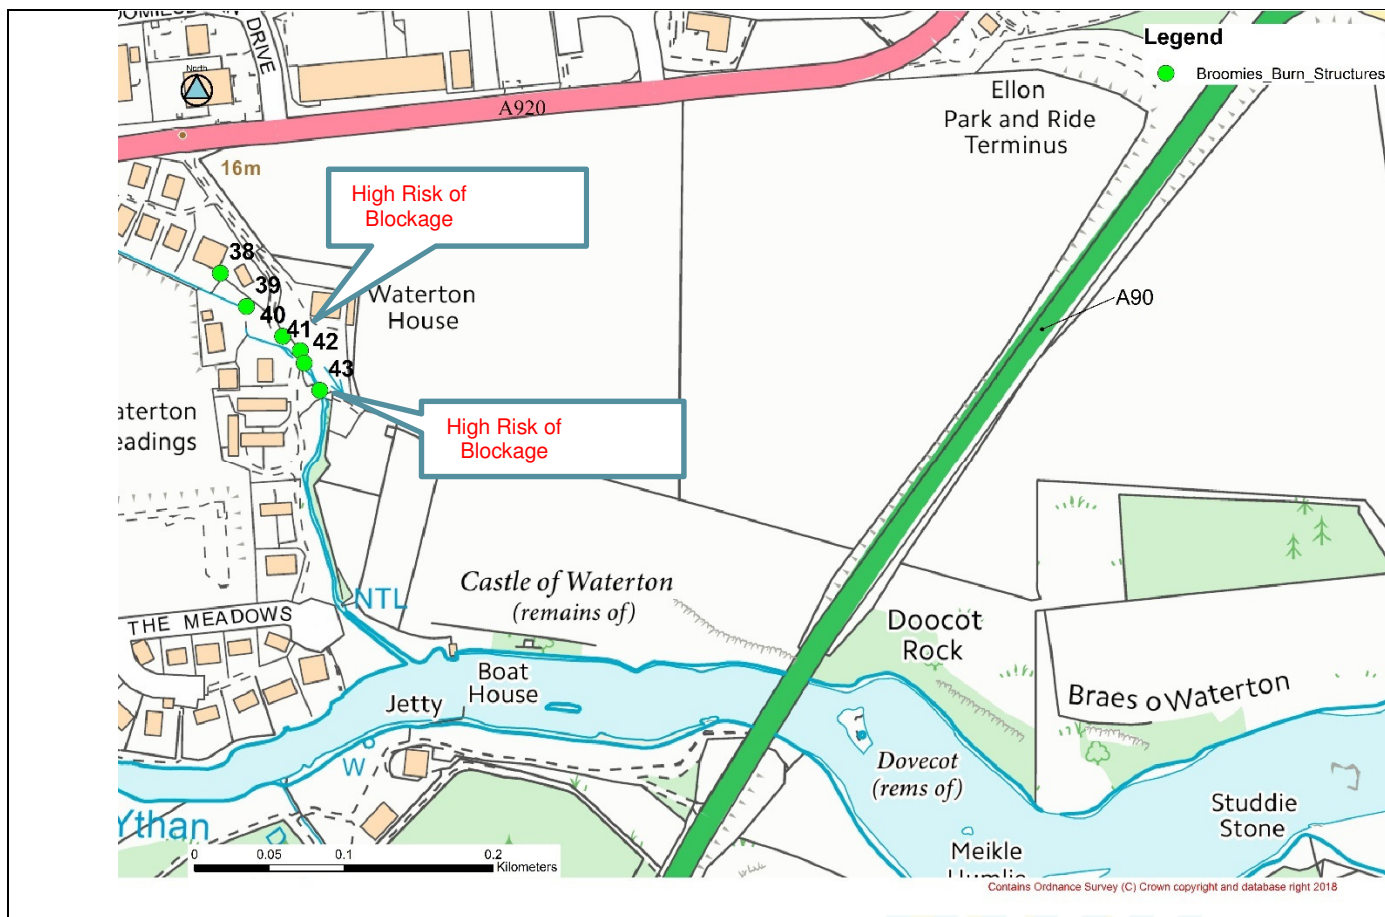 Legend
Broomies_Burn_Structures
DRIVE
North
A920
Ellon
Park and Ride
Terminus
16m
High Risk of
Blockage
38
39
40
41
42
43
Waterton
House
A90
High Risk of
Blockage
aterton
eadings
Castle of Waterton
(remains of)
NTL
THE MEADOWS
Doocot
Rock
Boat
House
Jetty
Braes o Waterton
W
Dovecot
(rems of)
Studdie
Stone
Ythan
Meikle
0
0.05
0.1
0.2
Kilometers
Contains Ordnance Survey (C) Crown copyright and database right 2018